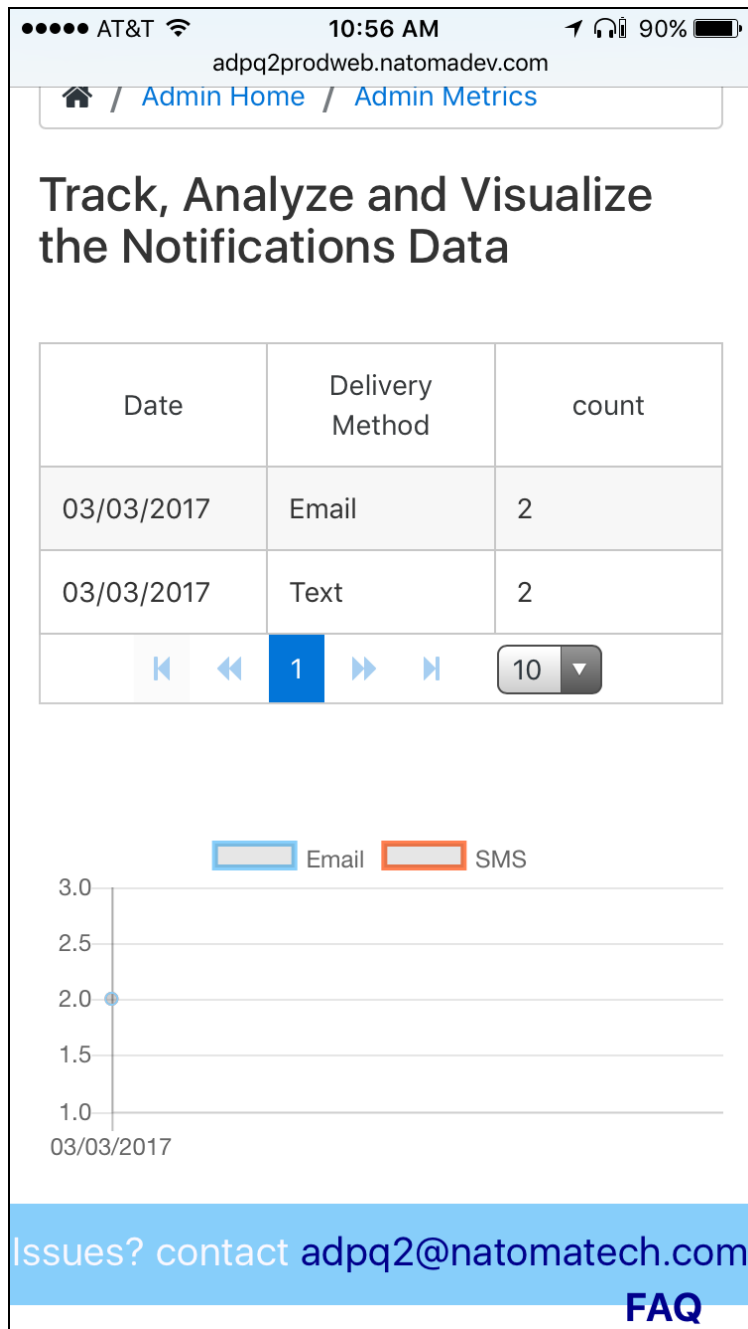 AT&T 10:56 AM 90%
adpq2prodweb.natomadev.com
/ Admin Home / Admin Metrics
Track, Analyze and Visualize
the Notifications Data
Date Delivery Method count
03/03/2017 Email 2
03/03/2017 Text 2
1 10
Email SMS
3.0
2.5
2.0
1.5
1.0
03/03/2017
Issues? contact adpq2@natomatech.com
FAQ